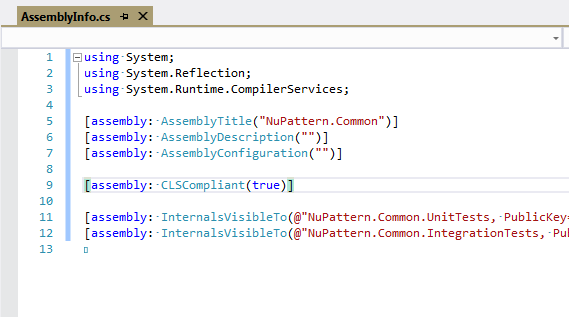 AssemblyInfo.cs
1 using System;
2 using System.Reflection;
3 using System.Runtime.CompilerServices;
4
5 [assembly: AssemblyTitle("NuPattern.Common")]
6 [assembly: AssemblyDescription("")]
7 [assembly: AssemblyConfiguration("")]
8
9 [assembly: CLSCompliant(true)]
10
11 [assembly: InternalsVisibleTo(@"NuPattern.Common.UnitTests, PublicKey=
12 [assembly: InternalsVisibleTo(@"NuPattern.Common.IntegrationTests, Pub
13